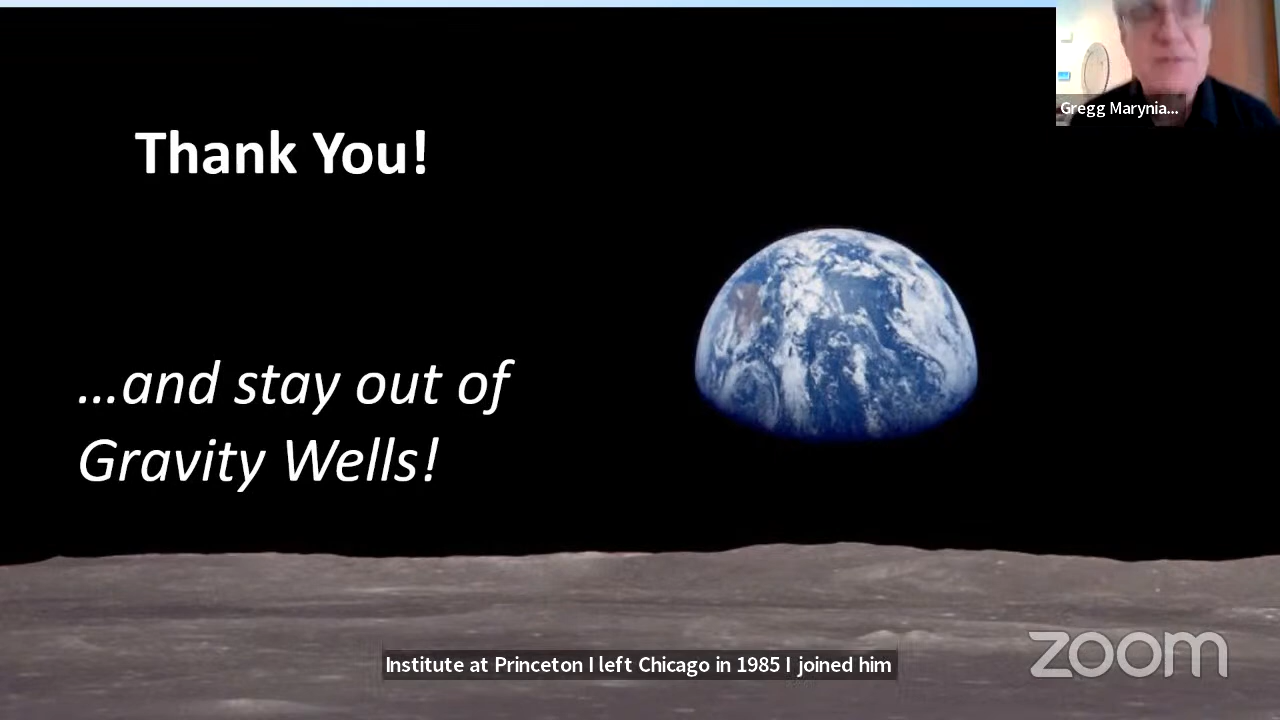 Gregg Marynia...
Thank You!
...and stay out of
Gravity Wells!
Institute at Princeton I left Chicago in 1985 I joined him
zoom